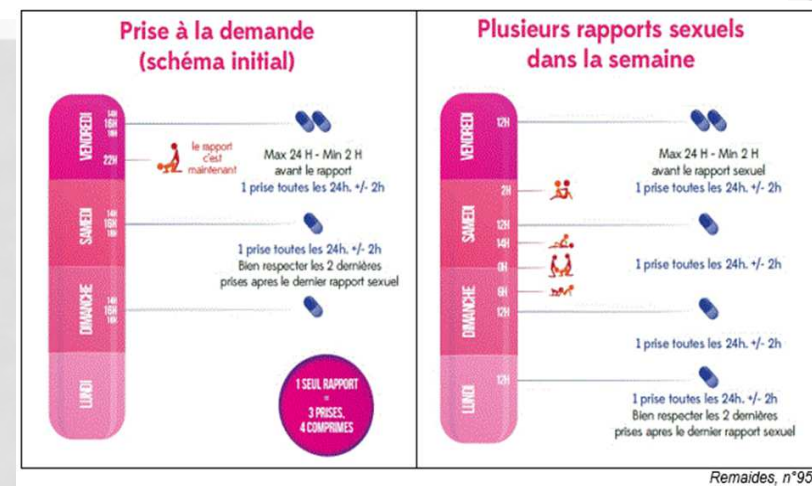 Prise à la demande
(schéma initial)
VENDREDI
14H
16H
18H
22H
le rapport
c'est
maintenant
Max 24 H - Min 2 H
avant le rapport
1 prise toutes les 24h. +/- 2h
SAMEDI
14H
16H
18H
1 prise toutes les 24h. +/- 2h
Bien respecter les 2 dernières
prises apres le dernier rapport sexuel
DIMANCHE
14H
16H
18H
LUNDI
1 SEUL RAPPORT
=
3 PRISES,
4 COMPRIMES
Plusieurs rapports sexuels
dans la semaine
VENDREDI
12H
Max 24 H - Min 2 H
avant le rapport sexuel
1 prise toutes les 24h. +/- 2h
SAMEDI
2H
12H
14H
0H
1 prise toutes les 24h. +/- 2h
DIMANCHE
6H
12H
1 prise toutes les 24h. +/- 2h
LUNDI
12H
1 prise toutes les 24h. +/- 2h
Bien respecter les 2 dernières
prises apres le dernier rapport sexuel
Remaides, n°95